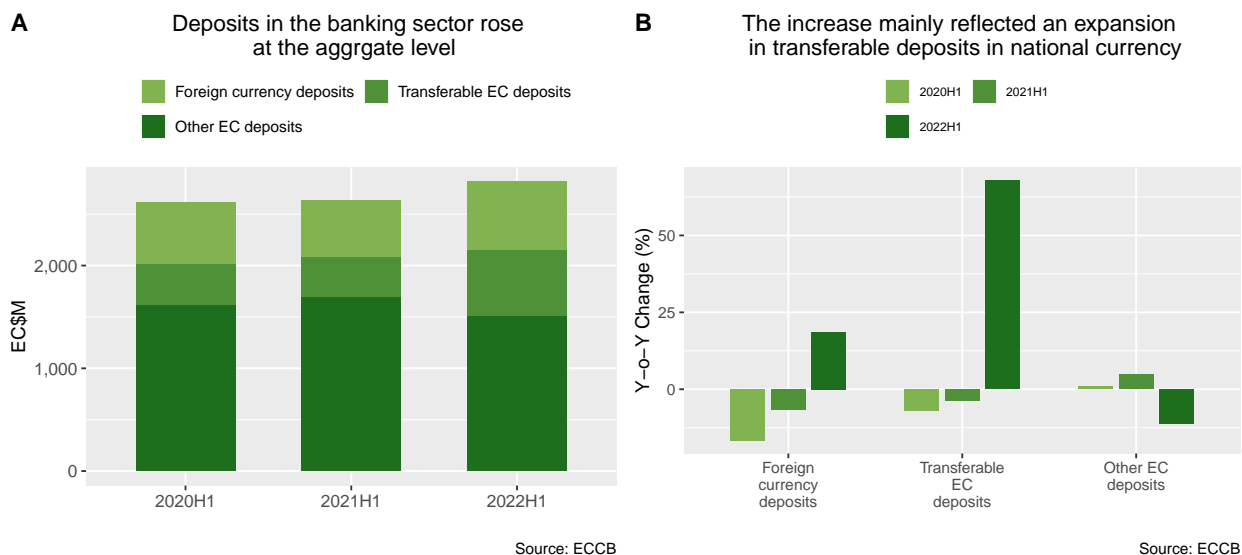 A
Deposits in the banking sector rose
at the aggrgate level
Foreign currency deposits
Transferable EC deposits
Other EC deposits
EC$M
2,000
1,000
0
2020H1
2021H1
2022H1
Source: ECCB
B
The increase mainly reflected an expansion
in transferable deposits in national currency
2020H1
2021H1
2022H1
Y−o−Y Change (%)
50
25
0
Foreign
currency
deposits
Transferable
EC
deposits
Other EC
deposits
Source: ECCB